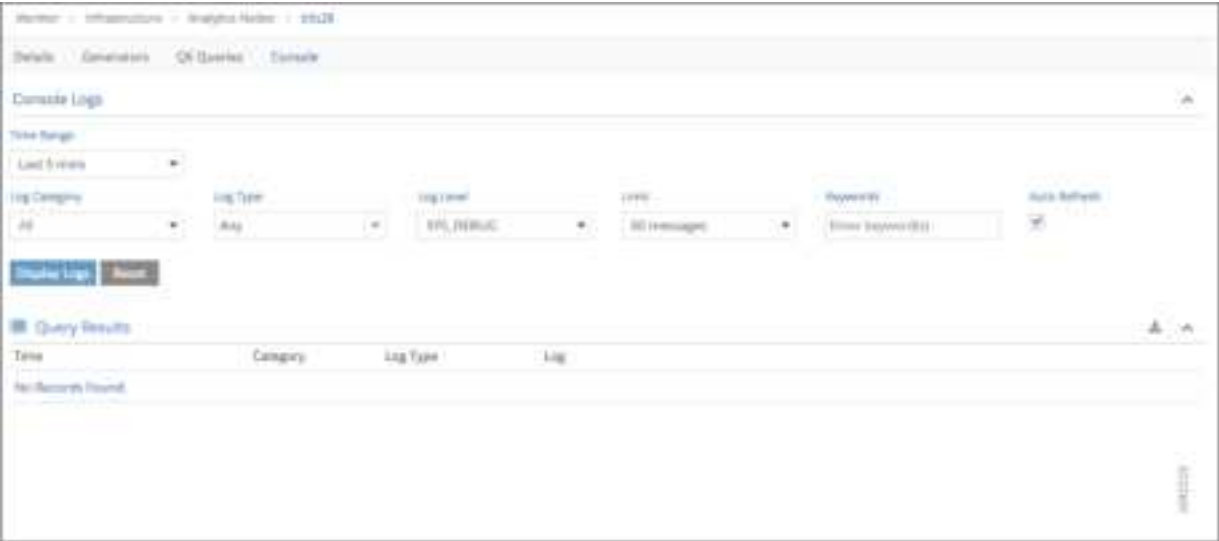 Monitor > Infrastructure > Analytics Nodes >
Details Generators QE Queries Console
Console Logs
Time Range
Last 5 mins
Log Category Log Type Log Level Limit Keywords Auto Refresh
All Any SYS_DEBUG 50 messages Enter keyword(s)
Display Logs Reset
Query Results
Time Category Log Type Log
No Records Found.